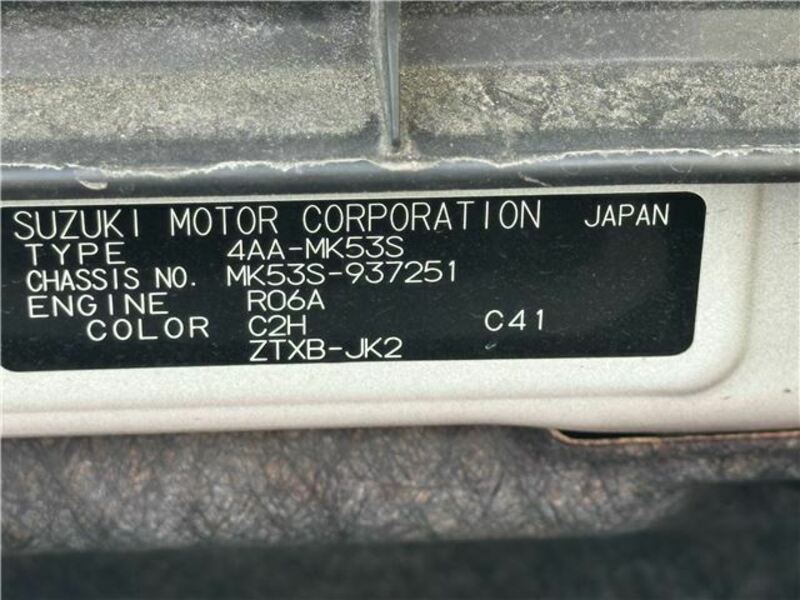 SUZUKI MOTOR CORPORATION JAPAN
TYPE 4AA-MK53S
CHASSIS NO. MK53S-937251
ENGINE R06A
COLOR C2H C41
ZTXB-JK2